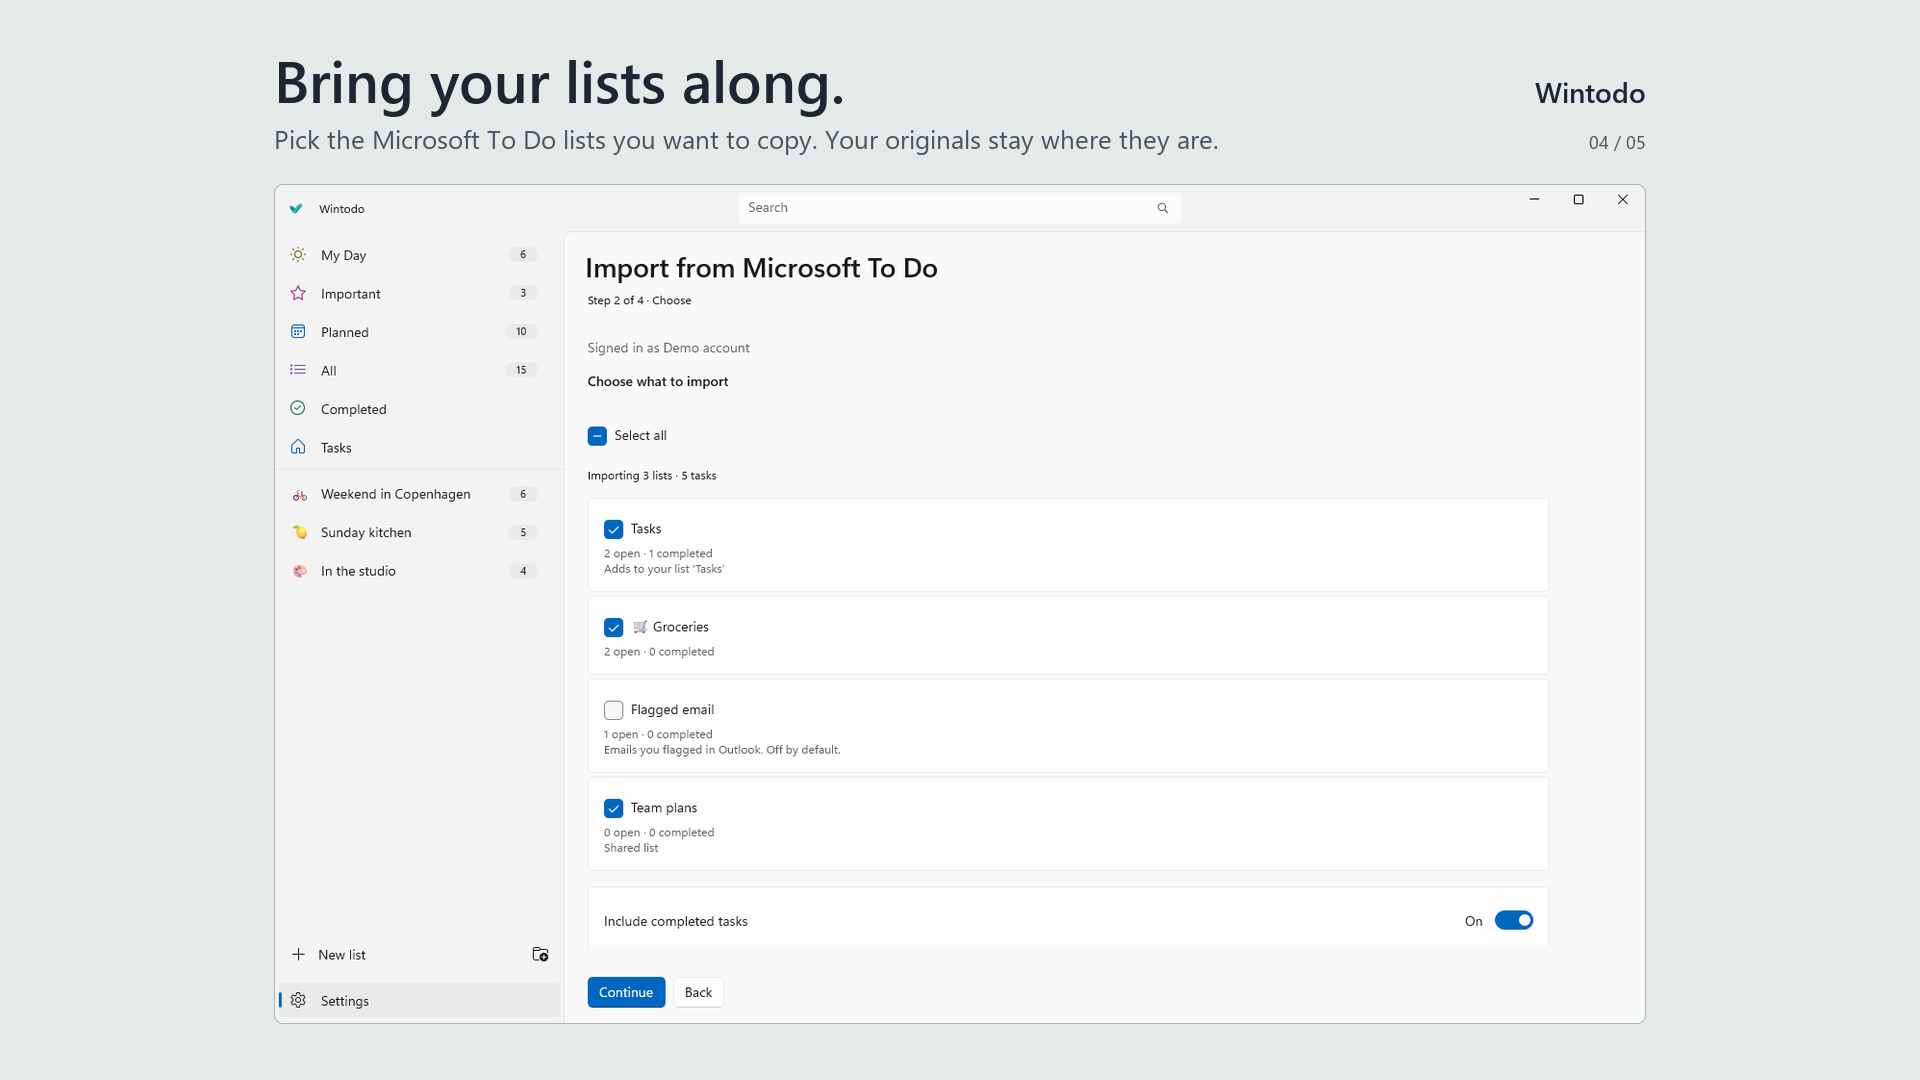 Bring your lists along.
Wintodo
Pick the Microsoft To Do lists you want to copy. Your originals stay where they are.
04 / 05
Wintodo
Search
My Day 6
Important 3
Planned 10
All 15
Completed
Tasks
Weekend in Copenhagen 6
Sunday kitchen 5
In the studio 4
New list
Settings
Import from Microsoft To Do
Step 2 of 4 · Choose
Signed in as Demo account
Choose what to import
Select all
Importing 3 lists · 5 tasks
Tasks
2 open · 1 completed
Adds to your list 'Tasks'
🛒 Groceries
2 open · 0 completed
Flagged email
1 open · 0 completed
Emails you flagged in Outlook. Off by default.
Team plans
0 open · 0 completed
Shared list
Include completed tasks On
Continue Back